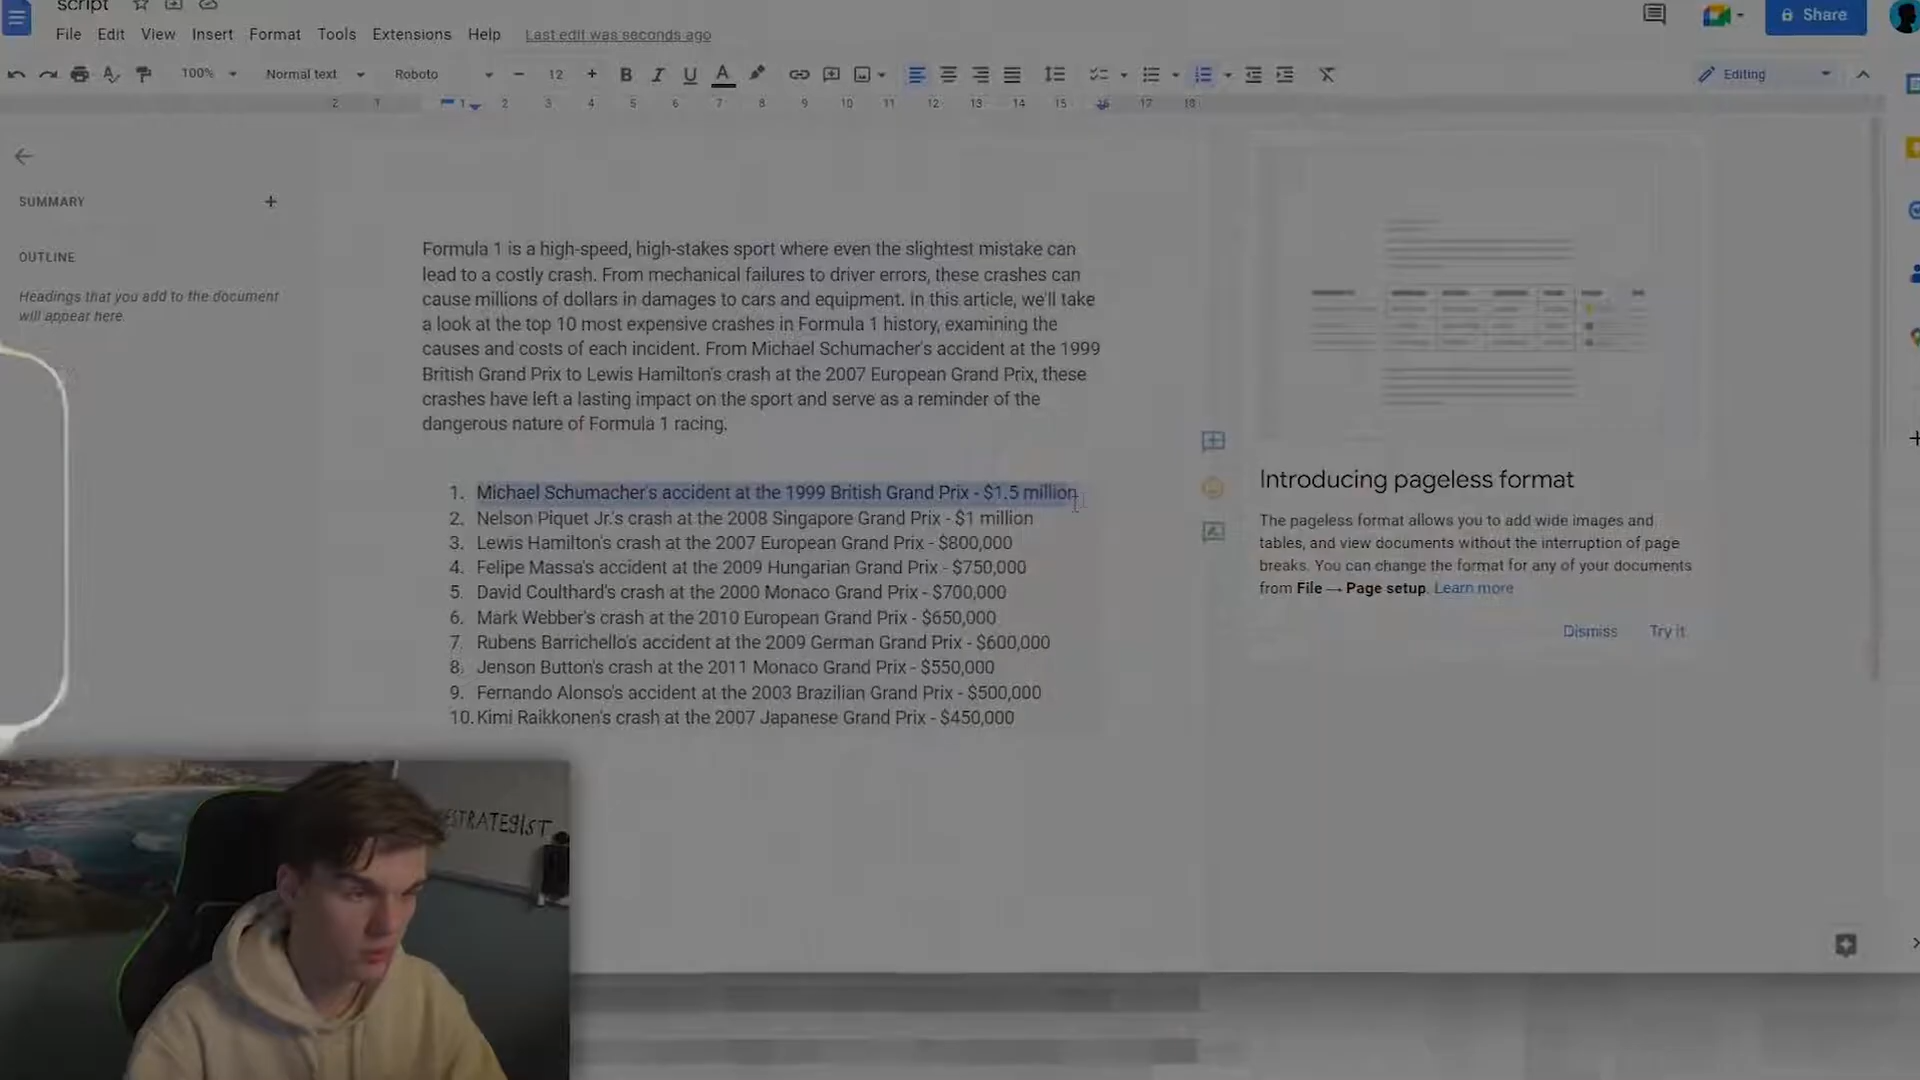 script
File Edit View Insert Format Tools Extensions Help Last edit was seconds ago
Share
100% Normal text Roboto - 12 + B I U A
Editing
2 1 1 2 3 4 5 6 7 8 9 10 11 12 13 14 15 16 17 18
SUMMARY +
OUTLINE
Headings that you add to the document
will appear here.
Formula 1 is a high-speed, high-stakes sport where even the slightest mistake can
lead to a costly crash. From mechanical failures to driver errors, these crashes can
cause millions of dollars in damages to cars and equipment. In this article, we'll take
a look at the top 10 most expensive crashes in Formula 1 history, examining the
causes and costs of each incident. From Michael Schumacher's accident at the 1999
British Grand Prix to Lewis Hamilton's crash at the 2007 European Grand Prix, these
crashes have left a lasting impact on the sport and serve as a reminder of the
dangerous nature of Formula 1 racing.
1. Michael Schumacher's accident at the 1999 British Grand Prix - $1.5 million
2. Nelson Piquet Jr.'s crash at the 2008 Singapore Grand Prix - $1 million
3. Lewis Hamilton's crash at the 2007 European Grand Prix - $800,000
4. Felipe Massa's accident at the 2009 Hungarian Grand Prix - $750,000
5. David Coulthard's crash at the 2000 Monaco Grand Prix - $700,000
6. Mark Webber's crash at the 2010 European Grand Prix - $650,000
7. Rubens Barrichello's accident at the 2009 German Grand Prix - $600,000
8. Jenson Button's crash at the 2011 Monaco Grand Prix - $550,000
9. Fernando Alonso's accident at the 2003 Brazilian Grand Prix - $500,000
10. Kimi Raikkonen's crash at the 2007 Japanese Grand Prix - $450,000
Introducing pageless format
The pageless format allows you to add wide images and
tables, and view documents without the interruption of page
breaks. You can change the format for any of your documents
from File → Page setup. Learn more
Dismiss Try it
STRATEGIST